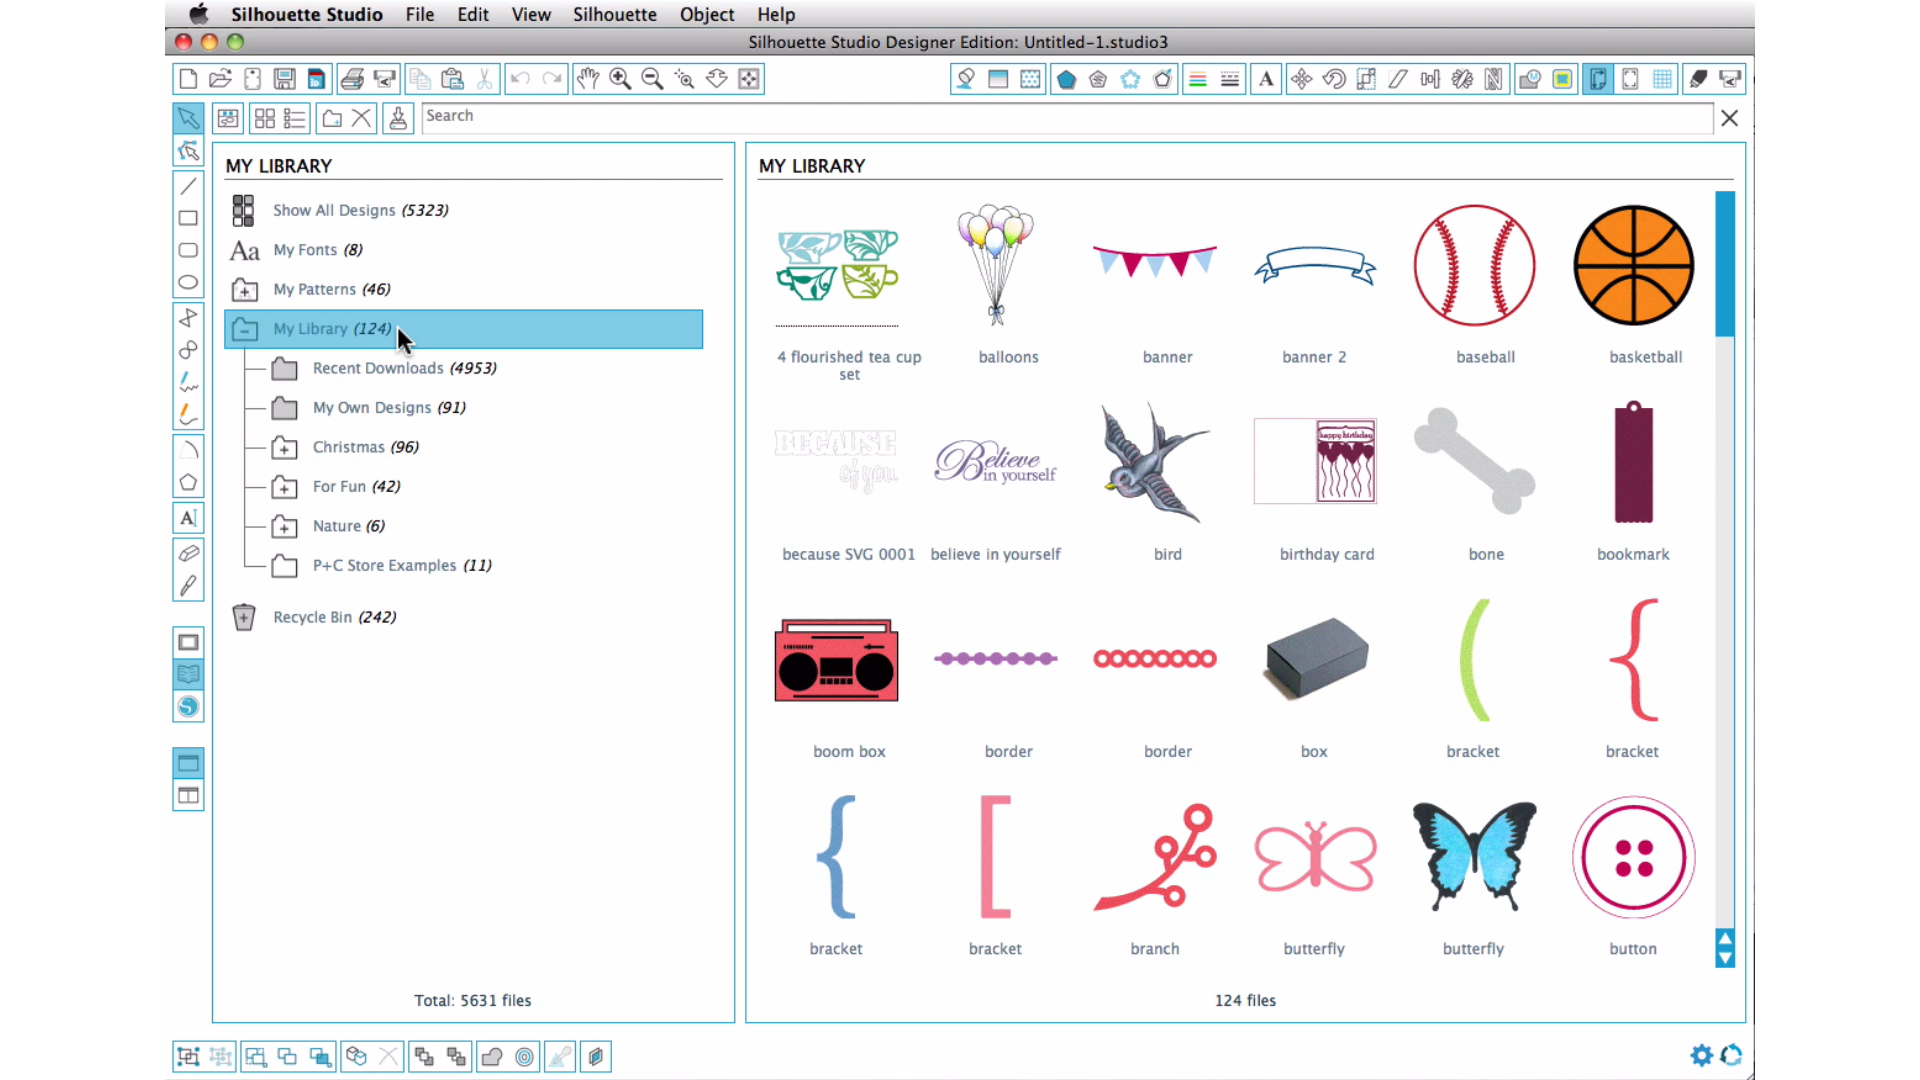 Silhouette Studio File Edit View Silhouette Object Help
Silhouette Studio Designer Edition: Untitled-1.studio3
A
Search
MY LIBRARY
Show All Designs (5323)
Aa My Fonts (8)
My Patterns (46)
My Library (124)
Recent Downloads (4953)
My Own Designs (91)
Christmas (96)
For Fun (42)
Nature (6)
P+C Store Examples (11)
Recycle Bin (242)
Total: 5631 files
A
S
MY LIBRARY
4 flourished tea cup
set
balloons
banner
banner 2
baseball
basketball
BECAUSE
of you
Believe
in yourself
happy birthday
because SVG 0001
believe in yourself
bird
birthday card
bone
bookmark
boom box
border
border
box
bracket
bracket
bracket
bracket
branch
butterfly
butterfly
button
124 files